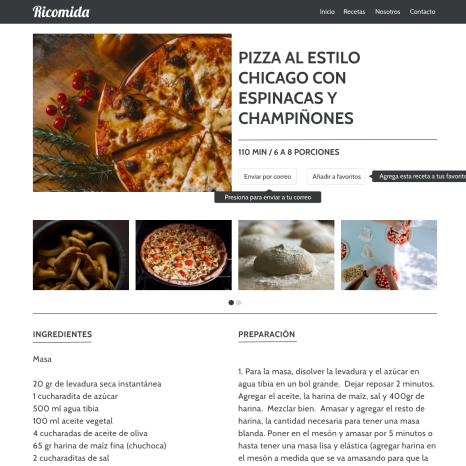 Ricomida
Inicio Recetas Nosotros Contacto
PIZZA AL ESTILO
CHICAGO CON
ESPINACAS Y
CHAMPIÑONES
110 MIN / 6 A 8 PORCIONES
Enviar por correo Añadir a favoritos Agrega esta receta a tus favorito
Presiona para enviar a tu correo
INGREDIENTES
Masa
20 gr de levadura seca instantánea
1 cucharadita de azúcar
500 ml agua tibia
100 ml aceite vegetal
4 cucharadas de aceite de oliva
65 gr harina de maíz fina (chuchoca)
2 cucharaditas de sal
PREPARACIÓN
1. Para la masa, disolver la levadura y el azúcar en
agua tibia en un bol grande. Dejar reposar 2 minutos.
Agregar el aceite, la harina de maíz, sal y 400gr de
harina. Mezclar bien. Amasar y agregar el resto de
harina, la cantidad necesaria para tener una masa
blanda. Poner en el mesón y amasar por 5 minutos o
hasta tener una masa lisa y elástica (agregar harina en
el mesón a medida que se va amasando para que la